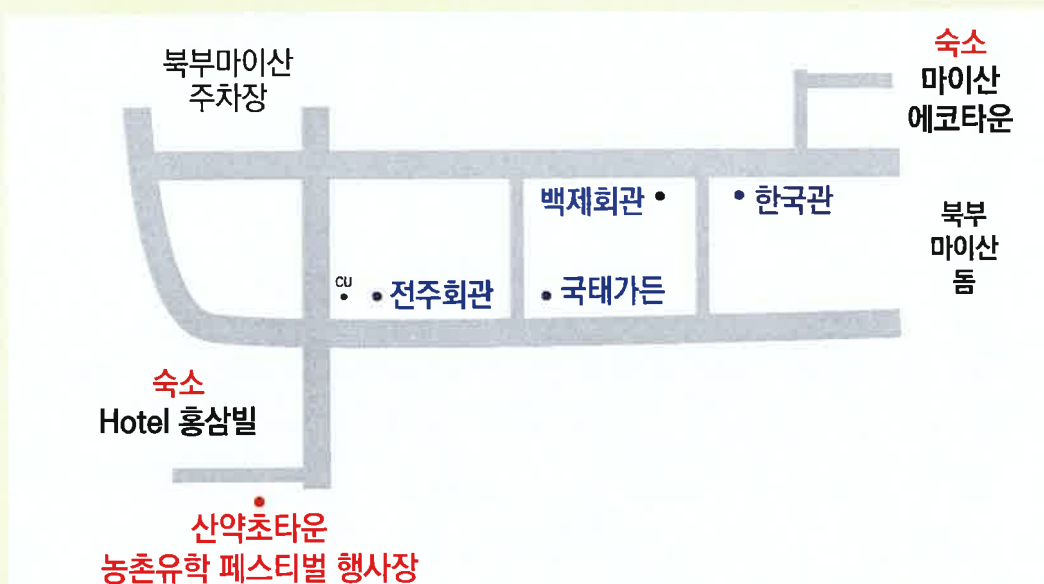 북부마이산
주차장
숙소
마이산
에코타운
백제회관
한국관
북부
마이산
돔
CU
전주회관
국태가든
숙소
Hotel 홍삼빌
산약초타운
농촌유학 페스티벌 행사장